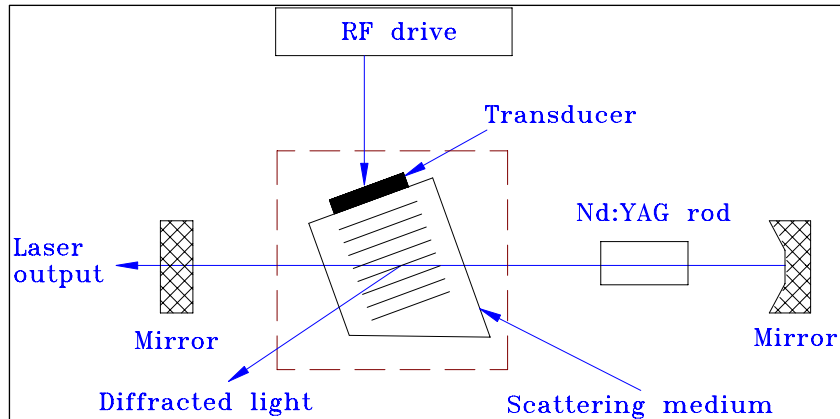 RF drive
Transducer
Nd:YAG rod
Laser
output
Mirror
Mirror
Diffracted light
Scattering medium